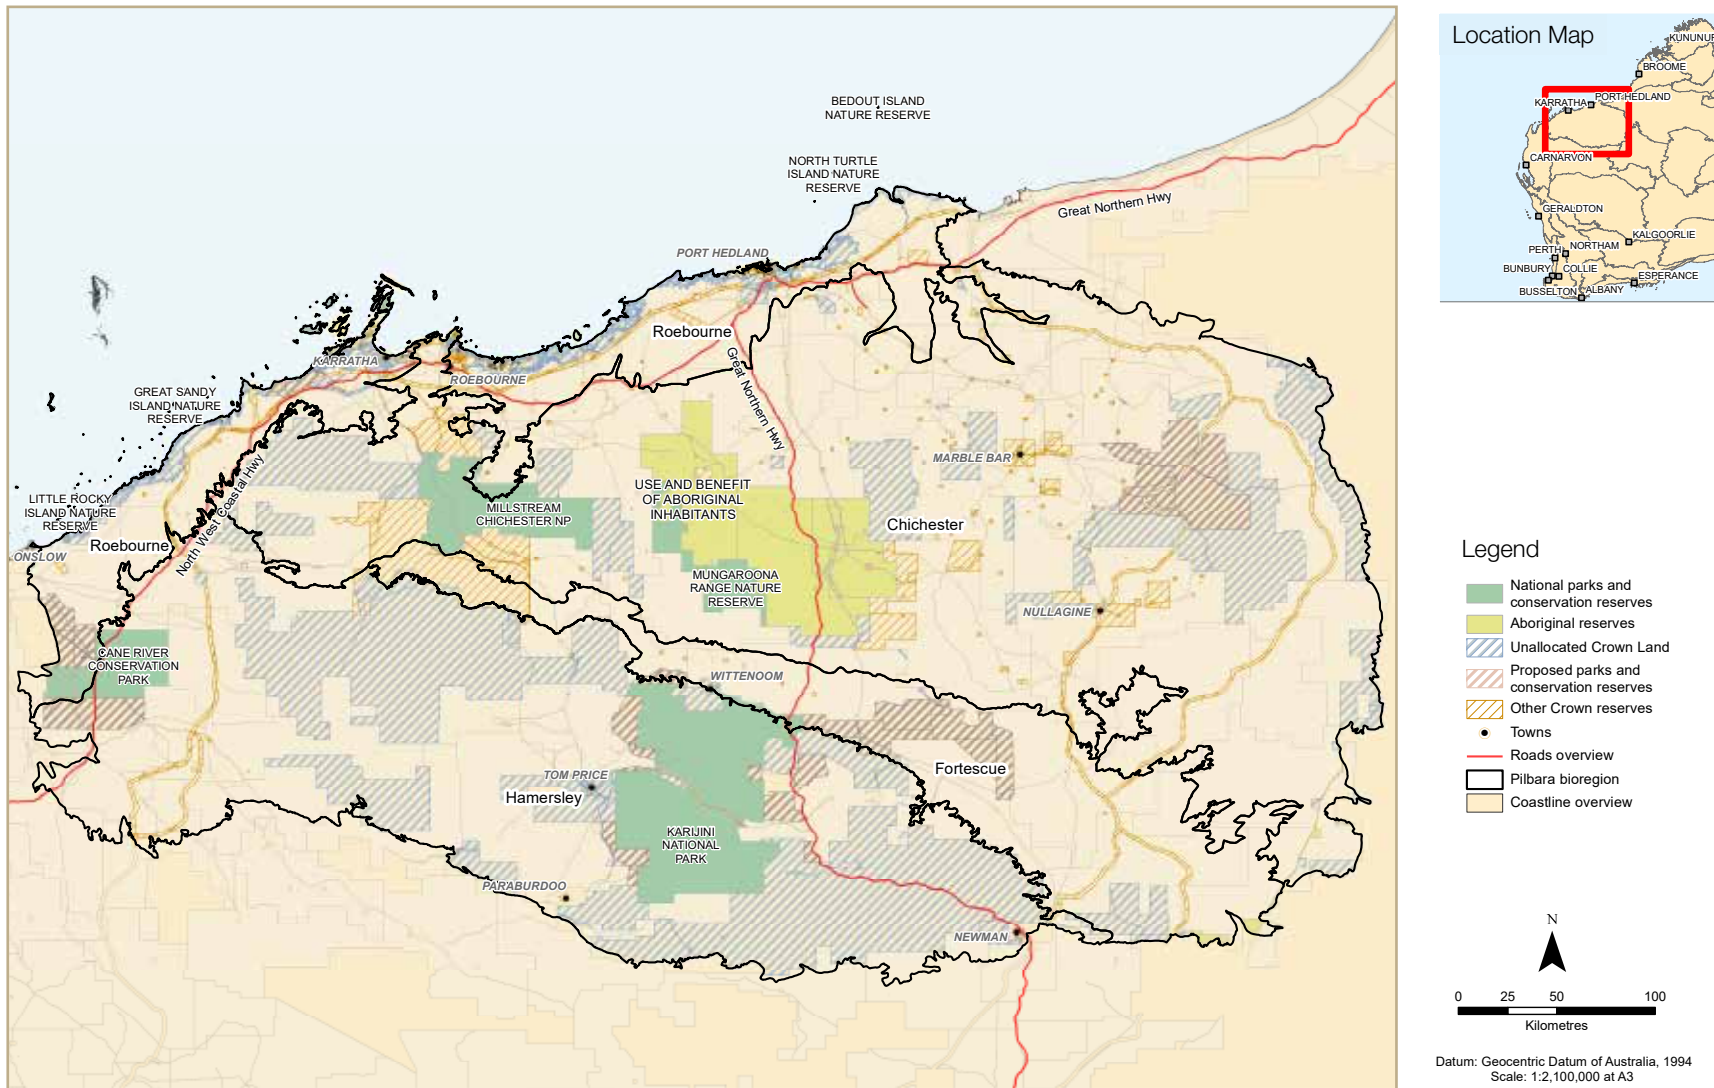 BEDOUT ISLAND
NATURE RESERVE
NORTH TURTLE
ISLAND NATURE
RESERVE
Great Northern Hwy
PORT HEDLAND
Roebourne
KARRATHA
ROEBOURNE
GREAT SANDY
ISLAND NATURE
RESERVE
Great Northern Hwy
MARBLE BAR
North West Coastal Hwy
LITTLE ROCKY
ISLAND NATURE
RESERVE
USE AND BENEFIT
OF ABORIGINAL
INHABITANTS
MILLSTREAM
CHICHESTER NP
Chichester
Roebourne
ONSLOW
MUNGAROONA
RANGE NATURE
RESERVE
NULLAGINE
CANE RIVER
CONSERVATION
PARK
WITTENOOM
Fortescue
TOM PRICE
Hamersley
KARIJINI
NATIONAL
PARK
PARABURDOO
NEWMAN
Location Map
KUNUNUR
BROOME
PORT HEDLAND
KARRATHA
CARNARVON
GERALDTON
KALGOORLIE
PERTH
NORTHAM
BUNBURY
COLLIE
ESPERANCE
BUSSELTON
ALBANY
Legend
National parks and
conservation reserves
Aboriginal reserves
Unallocated Crown Land
Proposed parks and
conservation reserves
Other Crown reserves
Towns
Roads overview
Pilbara bioregion
Coastline overview
N
0 25 50 100
Kilometres
Datum: Geocentric Datum of Australia, 1994
Scale: 1:2,100,000 at A3